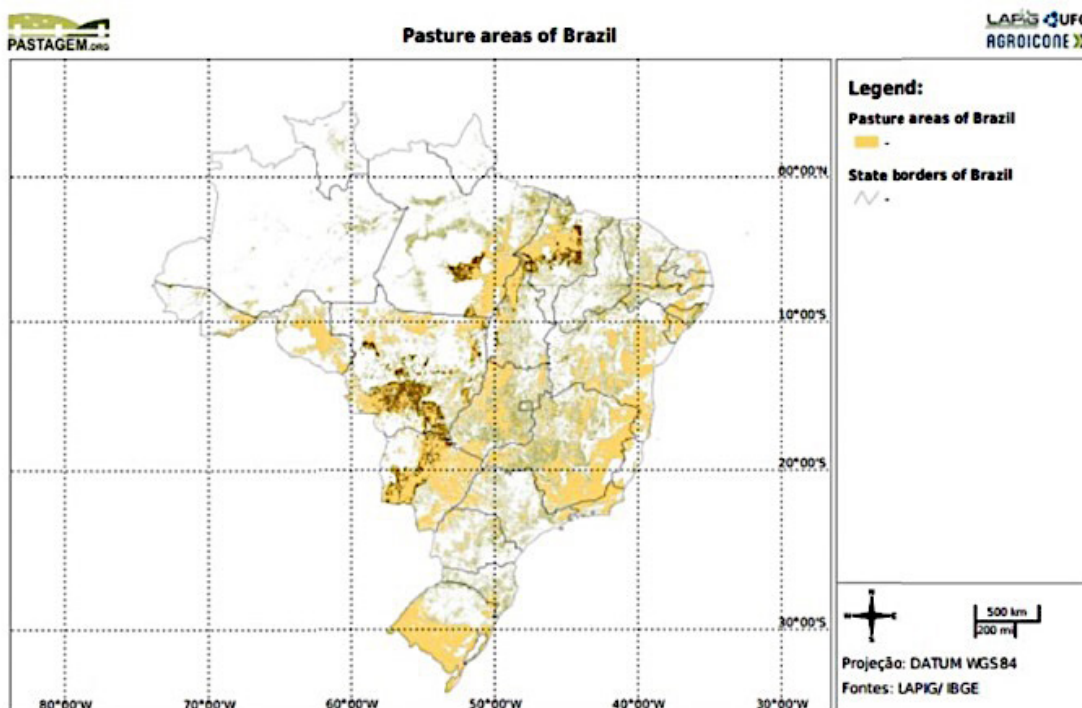 PASTAGEM.ORG
Pasture areas of Brazil
LAPIG UFG
AGROICONE
Legend:
Pasture areas of Brazil
-
State borders of Brazil
-
00°00'N
10°00'S
20°00'S
30°00'S
80°00'W
70°00'W
60°00'W
50°00'W
40°00'W
30°00'W
N
W
E
S
500 km
200 mi
Projeção: DATUM WGS84
Fontes: LAPIG/ IBGE